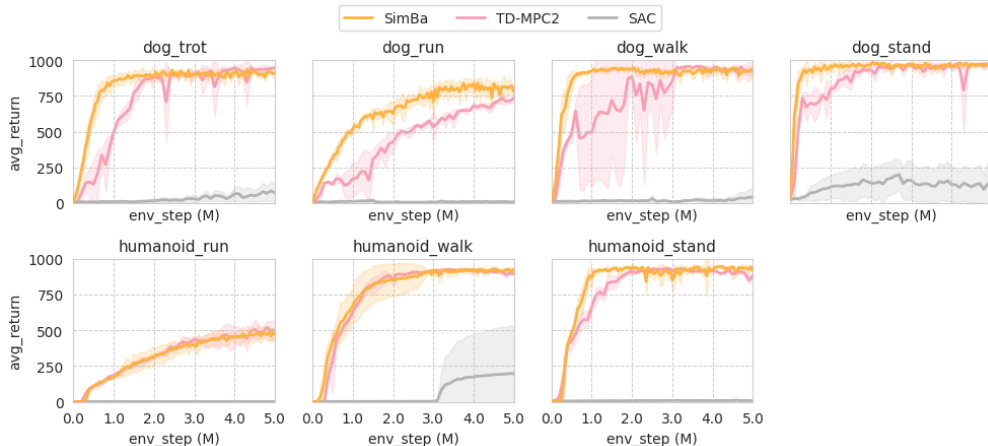 SimBa TD-MPC2 SAC
dog_trot dog_run dog_walk dog_stand
1000
750
500
250
0
avg_return
env_step (M) env_step (M) env_step (M) env_step (M)
humanoid_run humanoid_walk humanoid_stand
1000
750
500
250
0
avg_return
0.0 1.0 2.0 3.0 4.0 5.0 0.0 1.0 2.0 3.0 4.0 5.0 0.0 1.0 2.0 3.0 4.0 5.0
env_step (M) env_step (M) env_step (M)